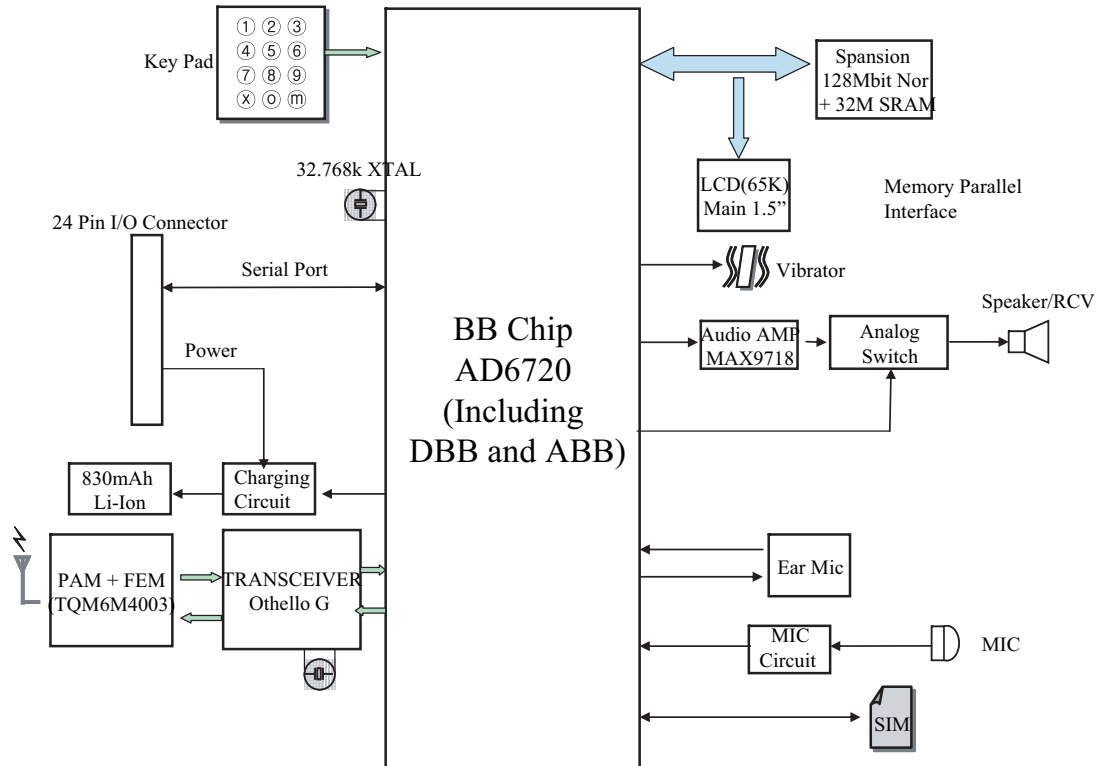 ① ② ③
④ ⑤ ⑥
⑦ ⑧ ⑨
ⓧ ⓞ ⓜ
Key Pad
32.768k XTAL
24 Pin I/O Connector
Serial Port
Power
830mAh
Li-Ion
Charging
Circuit
PAM + FEM
(TQM6M4003)
TRANSCEIVER
Othello G
BB Chip
AD6720
(Including
DBB and ABB)
Spansion
128Mbit Nor
+ 32M SRAM
LCD(65K)
Main 1.5”
Memory Parallel
Interface
Vibrator
Audio AMP
MAX9718
Analog
Switch
Speaker/RCV
Ear Mic
MIC
Circuit
MIC
SIM